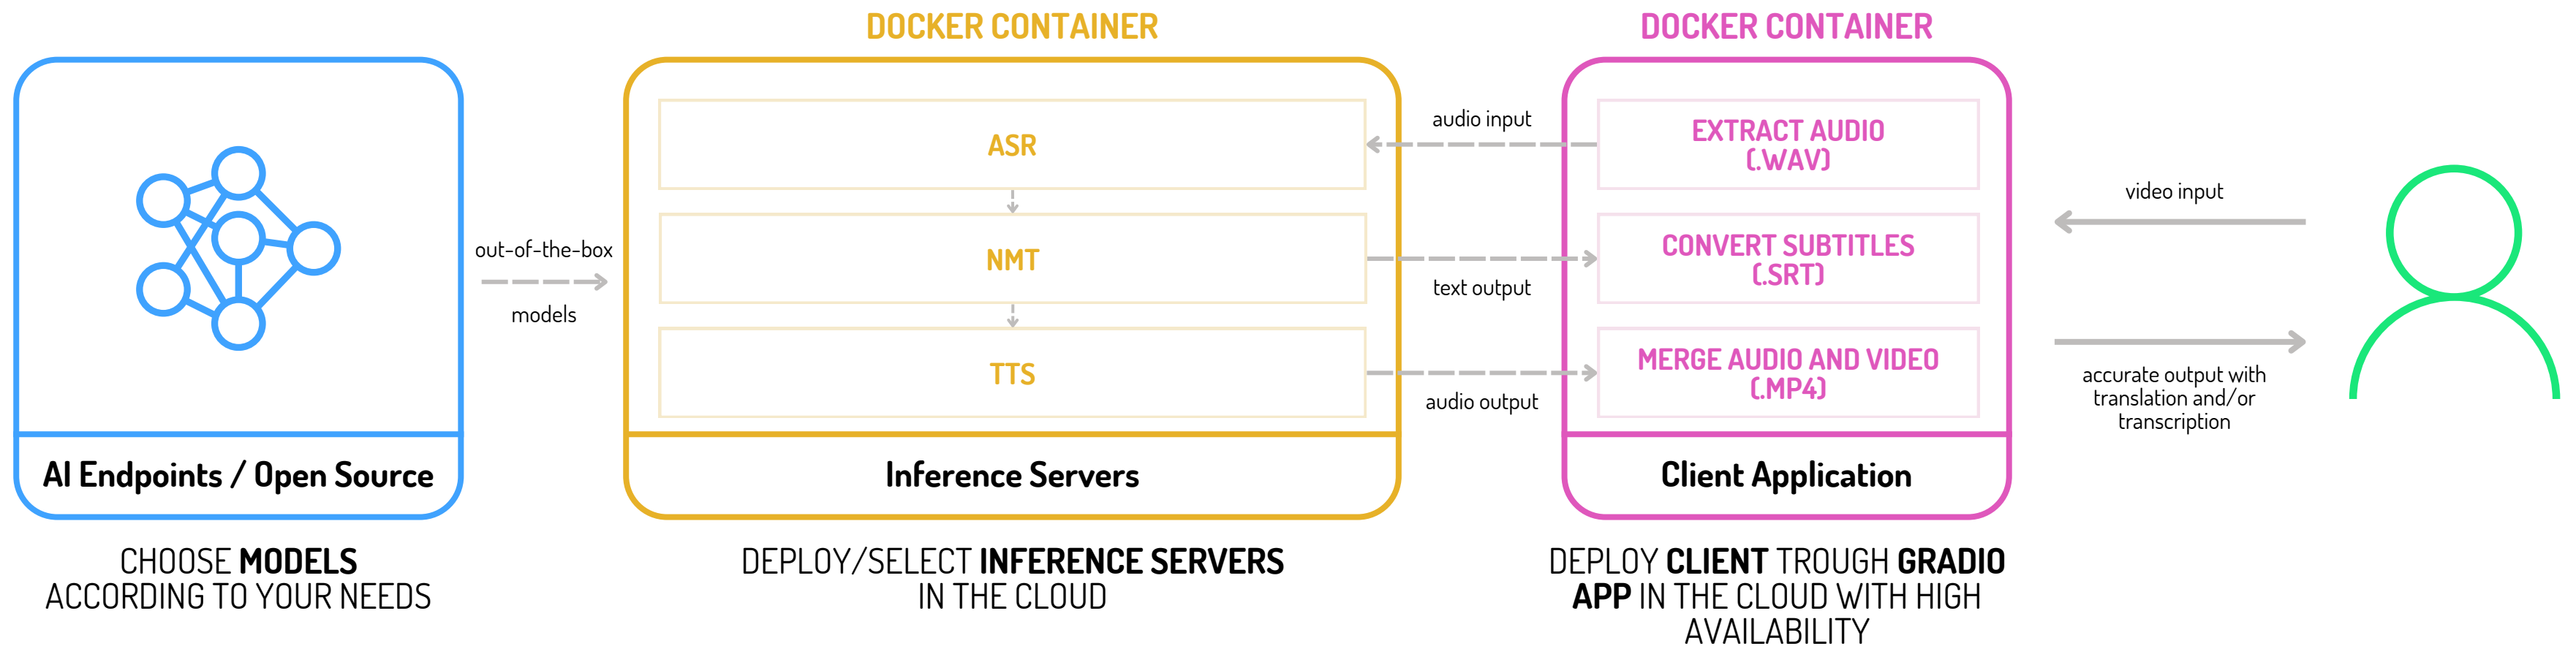 DOCKER CONTAINER
DOCKER CONTAINER
out-of-the-box
models
AI Endpoints / Open Source
CHOOSE MODELS
ACCORDING TO YOUR NEEDS
ASR
NMT
TTS
Inference Servers
DEPLOY/SELECT INFERENCE SERVERS
IN THE CLOUD
audio input
text output
audio output
EXTRACT AUDIO
(.WAV)
CONVERT SUBTITLES
(.SRT)
MERGE AUDIO AND VIDEO
(.MP4)
Client Application
DEPLOY CLIENT TROUGH GRADIO
APP IN THE CLOUD WITH HIGH
AVAILABILITY
video input
accurate output with
translation and/or
transcription